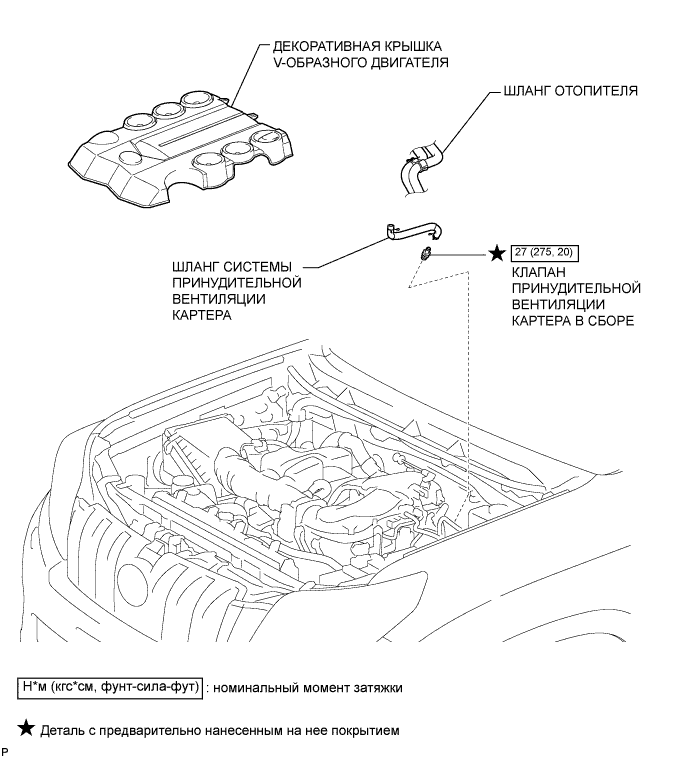 ДЕКОРАТИВНАЯ КРЫШКА
V-ОБРАЗНОГО ДВИГАТЕЛЯ
ШЛАНГ ОТОПИТЕЛЯ
ШЛАНГ СИСТЕМЫ
ПРИНУДИТЕЛЬНОЙ
ВЕНТИЛЯЦИИ
КАРТЕРА
★ 27 (275, 20)
КЛАПАН
ПРИНУДИТЕЛЬНОЙ
ВЕНТИЛЯЦИИ
КАРТЕРА В СБОРЕ
Н*м (кгс*см, фунт-сила-фут) : номинальный момент затяжки
★ Деталь с предварительно нанесенным на нее покрытием
P